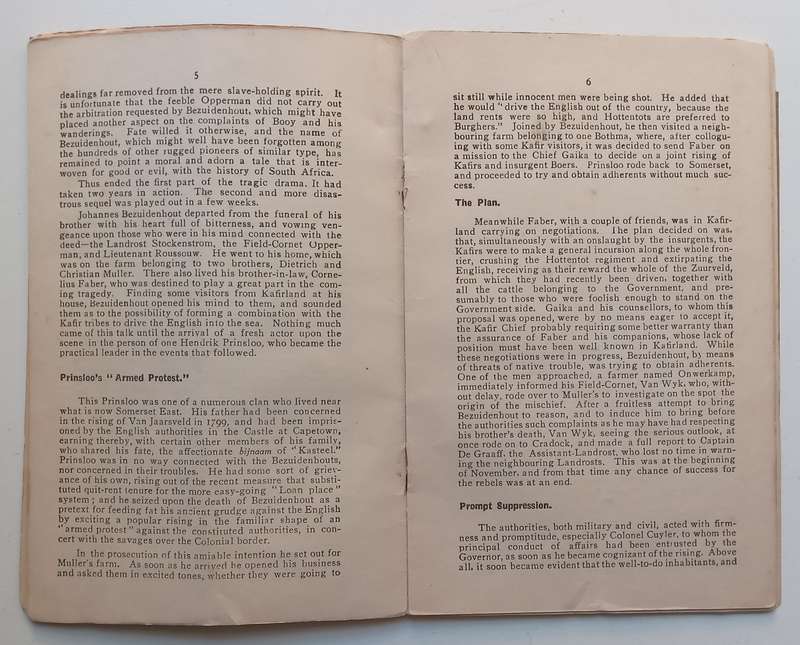 5
dealings far removed from the mere slave-holding spirit. It
is unfortunate that the feeble Opperman did not carry out
the arbitration requested by Bezuidenhout, which might have
placed another aspect on the complaints of Booy and his
wanderings. Fate willed it otherwise, and the name of
Bezuidenhout, which might well have been forgotten among
the hundreds of other rugged pioneers of similar type, has
remained to point a moral and adorn a tale that is inter-
woven for good or evil, with the history of South Africa.
Thus ended the first part of the tragic drama. It had
taken two years in action. The second and more disas-
trous sequel was played out in a few weeks.
Johannes Bezuidenhout departed from the funeral of his
brother with his heart full of bitterness, and vowing ven-
geance upon those who were in his mind connected with the
deed—the Landrost Stockenstrom, the Field-Cornet Opper-
man, and Lieutenant Roussouw. He went to his home, which
was on the farm belonging to two brothers, Dietrich and
Christian Muller. There also lived his brother-in-law, Corne-
lius Faber, who was destined to play a great part in the com-
ing tragedy. Finding some visitors from Kafirland at his
house, Bezuidenhout opened his mind to them, and sounded
them as to the possibility of forming a combination with the
Kafir tribes to drive the English into the sea. Nothing much
came of this talk until the arrival of a fresh actor upon the
scene in the person of one Hendrik Prinsloo, who became the
practical leader in the events that followed.
Prinsloo's "Armed Protest."
This Prinsloo was one of a numerous clan who lived near
what is now Somerset East. His father had been concerned
in the rising of Van Jaarsveld in 1799, and had been impris-
oned by the English authorities in the Castle at Capetown,
earning thereby, with certain other members of his family,
who shared his fate, the affectionate bijnaam of "Kasteel."
Prinsloo was in no way connected with the Bezuidenhouts,
nor concerned in their troubles. He had some sort of griev-
ance of his own, rising out of the recent measure that substi-
tuted quit-rent tenure for the more easy-going "Loan place"
system; and he seized upon the death of Bezuidenhout as a
pretext for feeding fat his ancient grudge against the English
by exciting a popular rising in the familiar shape of an
"armed protest" against the constituted authorities, in con-
cert with the savages over the Colonial border.
In the prosecution of this amiable intention he set out for
Muller's farm. As soon as he arrived he opened his business
and asked them in excited tones, whether they were going to
6
sit still while innocent men were being shot. He added that
he would "drive the English out of the country, because the
land rents were so high, and Hottentots are preferred to
Burghers." Joined by Bezuidenhout, he then visited a neigh-
bouring farm belonging to one Bothma, where, after collogu-
ing with some Kafir visitors, it was decided to send Faber on
a mission to the Chief Gaika to decide on a joint rising of
Kafirs and insurgent Boers. Prinsloo rode back to Somerset,
and proceeded to try and obtain adherents without much suc-
cess.
The Plan.
Meanwhile Faber, with a couple of friends, was in Kafir-
land carrying on negotiations. The plan decided on was,
that, simultaneously with an onslaught by the insurgents, the
Kafirs were to make a general incursion along the whole fron-
tier, crushing the Hottentot regiment and extirpating the
English, receiving as their reward the whole of the Zuurveld,
from which they had recently been driven, together with
all the cattle belonging to the Government, and pre-
sumably to those who were foolish enough to stand on the
Government side. Gaika and his counsellors, to whom this
proposal was opened, were by no means eager to accept it,
the Kafir Chief probably requiring some better warranty than
the assurance of Faber and his companions, whose lack of
position must have been well known in Kafirland. While
these negotiations were in progress, Bezuidenhout, by means
of threats of native trouble, was trying to obtain adherents.
One of the men approached, a farmer named Onwerkamp,
immediately informed his Field-Cornet, Van Wyk, who, with-
out delay, rode over to Muller's to investigate on the spot the
origin of the mischief. After a fruitless attempt to bring
Bezuidenhout to reason, and to induce him to bring before
the authorities such complaints as he may have had respecting
his brother's death, Van Wyk, seeing the serious outlook, at
once rode on to Cradock, and made a full report to Captain
De Graaff, the Assistant-Landrost, who lost no time in warn-
ing the neighbouring Landrosts. This was at the beginning
of November, and from that time any chance of success for
the rebels was at an end.
Prompt Suppression.
The authorities, both military and civil, acted with firm-
ness and promptitude, especially Colonel Cuyler, to whom the
principal conduct of affairs had been entrusted by the
Governor, as soon as he became cognizant of the rising. Above
all, it soon became evident that the well-to-do inhabitants, and